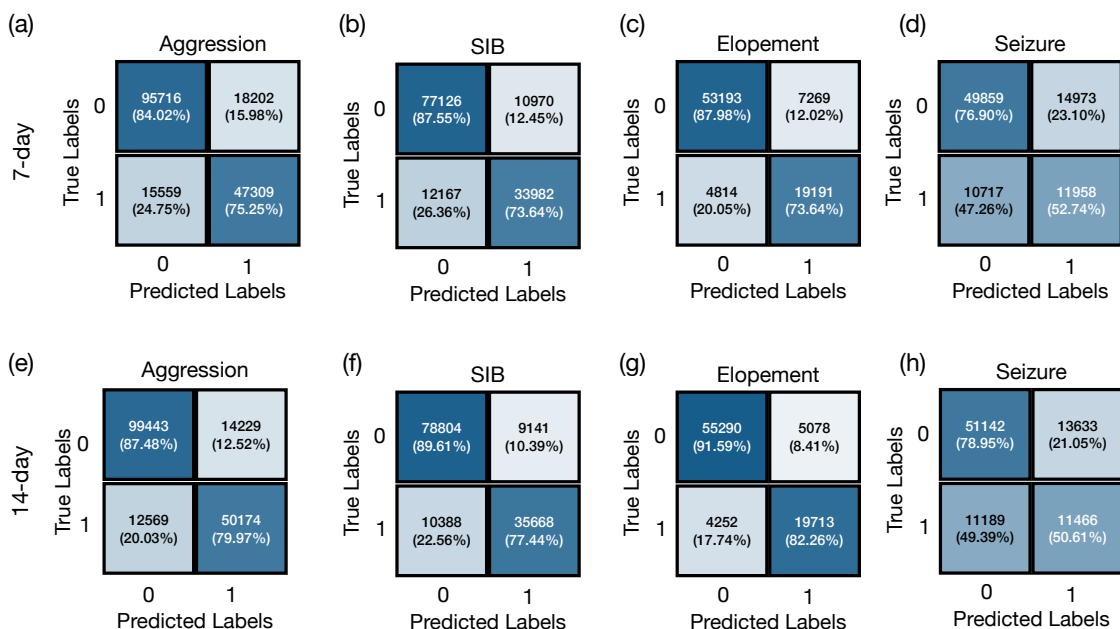 (a)
Aggression
7-day
True Labels
0
95716
(84.02%)
18202
(15.98%)
1
15559
(24.75%)
47309
(75.25%)
0
1
Predicted Labels
(b)
SIB
True Labels
0
77126
(87.55%)
10970
(12.45%)
1
12167
(26.36%)
33982
(73.64%)
0
1
Predicted Labels
(c)
Elopement
True Labels
0
53193
(87.98%)
7269
(12.02%)
1
4814
(20.05%)
19191
(73.64%)
0
1
Predicted Labels
(d)
Seizure
True Labels
0
49859
(76.90%)
14973
(23.10%)
1
10717
(47.26%)
11958
(52.74%)
0
1
Predicted Labels
(e)
Aggression
14-day
True Labels
0
99443
(87.48%)
14229
(12.52%)
1
12569
(20.03%)
50174
(79.97%)
0
1
Predicted Labels
(f)
SIB
True Labels
0
78804
(89.61%)
9141
(10.39%)
1
10388
(22.56%)
35668
(77.44%)
0
1
Predicted Labels
(g)
Elopement
True Labels
0
55290
(91.59%)
5078
(8.41%)
1
4252
(17.74%)
19713
(82.26%)
0
1
Predicted Labels
(h)
Seizure
True Labels
0
51142
(78.95%)
13633
(21.05%)
1
11189
(49.39%)
11466
(50.61%)
0
1
Predicted Labels